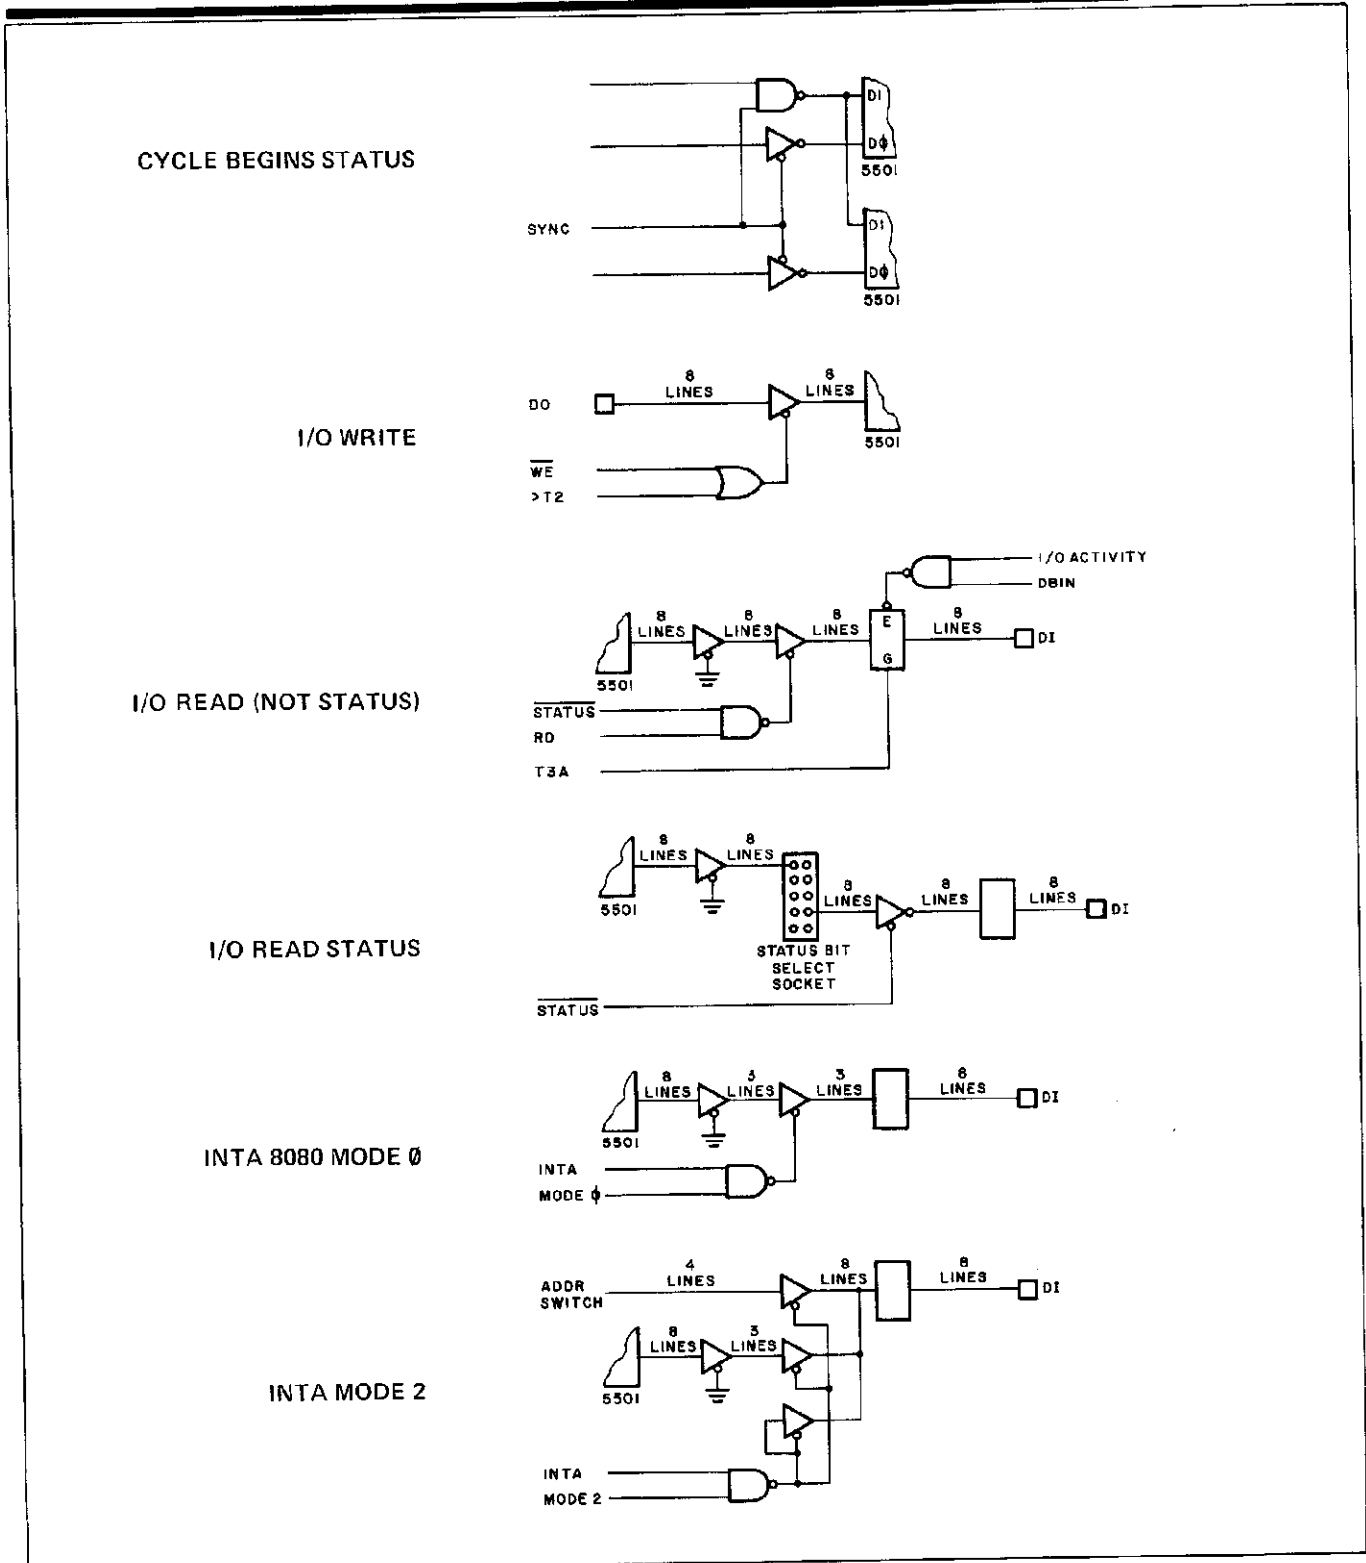 CYCLE BEGINS STATUS
DI
DΦ
5501
SYNC
DI
DΦ
5501
I/O WRITE
DO
8
LINES
8
LINES
5501
WE
>T2
I/O READ (NOT STATUS)
I/O ACTIVITY
DBIN
8
LINES
8
LINES
8
LINES
E
G
8
LINES
DI
5501
STATUS
RD
T3A
I/O READ STATUS
8
LINES
8
LINES
5501
8
LINES
8
LINES
8
LINES
DI
STATUS BIT
SELECT
SOCKET
STATUS
INTA 8080 MODE Ø
8
LINES
3
LINES
3
LINES
8
LINES
DI
5501
INTA
MODE ϕ
INTA MODE 2
ADDR
SWITCH
4
LINES
8
LINES
8
LINES
DI
8
LINES
3
LINES
5501
INTA
MODE 2